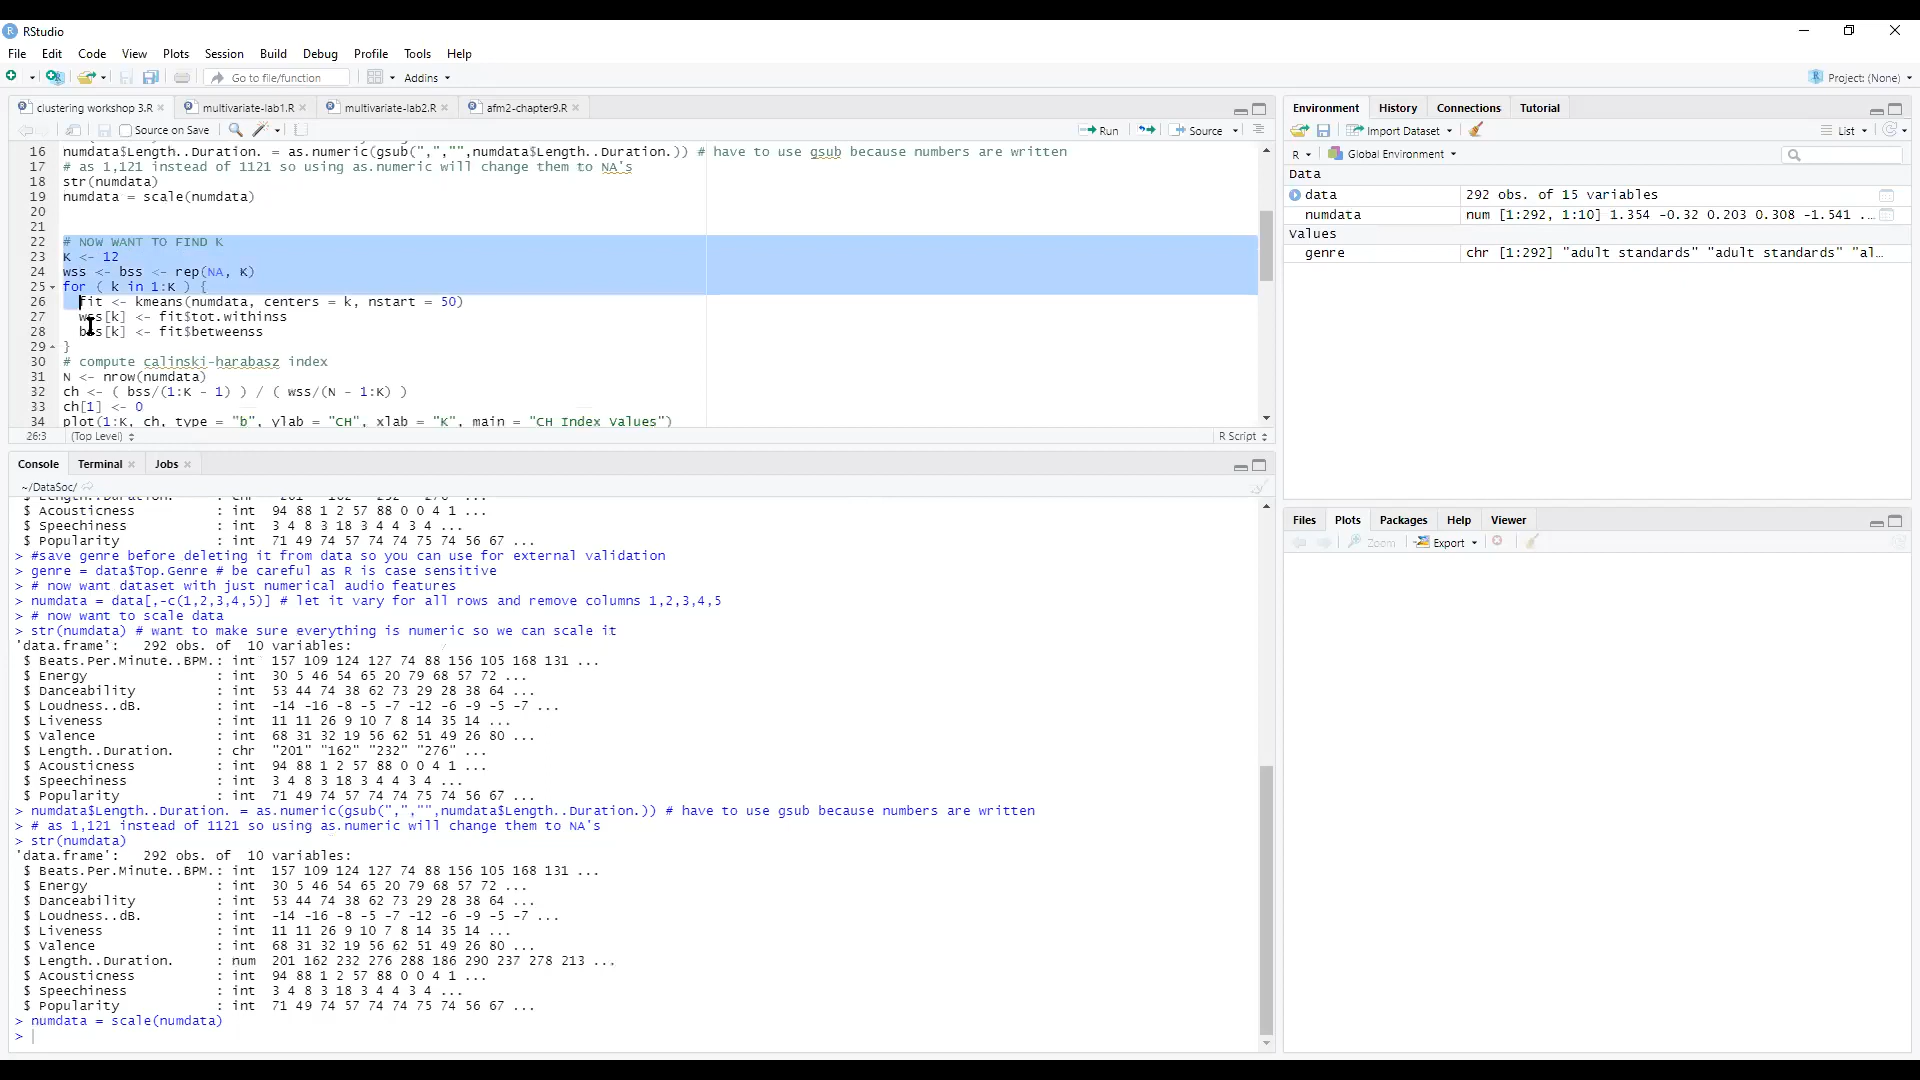 RStudio
File Edit Code View Plots Session Build Debug Profile Tools Help
Go to file/function Addins Project: (None)
clustering workshop 3.R multivariate-lab1.R multivariate-lab2.R afm2-chapter9.R
Source on Save Run Source
16 numdata$Length..Duration. = as.numeric(gsub(",","",numdata$Length..Duration.)) # have to use gsub because numbers are written
17 # as 1,121 instead of 1121 so using as.numeric will change them to NA's
18 str(numdata)
19 numdata = scale(numdata)
20
21
22 # NOW WANT TO FIND K
23 K <- 12
24 wss <- bss <- rep(NA, K)
25 for ( k in 1:K ) {
26 fit <- kmeans(numdata, centers = k, nstart = 50)
27 wss[k] <- fit$tot.withinss
28 bss[k] <- fit$betweenss
29 }
30 # compute calinski-harabasz index
31 N <- nrow(numdata)
32 ch <- ( bss/(1:K - 1) ) / ( wss/(N - 1:K) )
33 ch[1] <- 0
34 plot(1:K, ch, type = "b", ylab = "CH", xlab = "K", main = "CH Index Values")
26:3 (Top Level) R Script
Console Terminal Jobs
~/DataSoc/
$ Length..Duration. : chr "201" "162" "232" "276" ...
$ Acousticness : int 94 88 1 2 57 88 0 0 4 1 ...
$ Speechiness : int 3 4 8 3 18 3 4 4 3 4 ...
$ Popularity : int 71 49 74 57 74 74 75 74 56 67 ...
> #save genre before deleting it from data so you can use for external validation
> genre = data$Top.Genre # be careful as R is case sensitive
> # now want dataset with just numerical audio features
> numdata = data[,-c(1,2,3,4,5)] # let it vary for all rows and remove columns 1,2,3,4,5
> # now want to scale data
> str(numdata) # want to make sure everything is numeric so we can scale it
'data.frame': 292 obs. of 10 variables:
$ Beats.Per.Minute..BPM.: int 157 109 124 127 74 88 156 105 168 131 ...
$ Energy : int 30 5 46 54 65 20 79 68 57 72 ...
$ Danceability : int 53 44 74 38 62 73 29 28 38 64 ...
$ Loudness..dB. : int -14 -16 -8 -5 -7 -12 -6 -9 -5 -7 ...
$ Liveness : int 11 11 26 9 10 7 8 14 35 14 ...
$ Valence : int 68 31 32 19 56 62 51 49 26 80 ...
$ Length..Duration. : chr "201" "162" "232" "276" ...
$ Acousticness : int 94 88 1 2 57 88 0 0 4 1 ...
$ Speechiness : int 3 4 8 3 18 3 4 4 3 4 ...
$ Popularity : int 71 49 74 57 74 74 75 74 56 67 ...
> numdata$Length..Duration. = as.numeric(gsub(",","",numdata$Length..Duration.)) # have to use gsub because numbers are written
> # as 1,121 instead of 1121 so using as.numeric will change them to NA's
> str(numdata)
'data.frame': 292 obs. of 10 variables:
$ Beats.Per.Minute..BPM.: int 157 109 124 127 74 88 156 105 168 131 ...
$ Energy : int 30 5 46 54 65 20 79 68 57 72 ...
$ Danceability : int 53 44 74 38 62 73 29 28 38 64 ...
$ Loudness..dB. : int -14 -16 -8 -5 -7 -12 -6 -9 -5 -7 ...
$ Liveness : int 11 11 26 9 10 7 8 14 35 14 ...
$ Valence : int 68 31 32 19 56 62 51 49 26 80 ...
$ Length..Duration. : num 201 162 232 276 288 186 290 237 278 213 ...
$ Acousticness : int 94 88 1 2 57 88 0 0 4 1 ...
$ Speechiness : int 3 4 8 3 18 3 4 4 3 4 ...
$ Popularity : int 71 49 74 57 74 74 75 74 56 67 ...
> numdata = scale(numdata)
>
Environment History Connections Tutorial
Import Dataset List
R Global Environment
Data
data 292 obs. of 15 variables
numdata num [1:292, 1:10] 1.354 -0.32 0.203 0.308 -1.541 ...
Values
genre chr [1:292] "adult standards" "adult standards" "al...
Files Plots Packages Help Viewer
Zoom Export